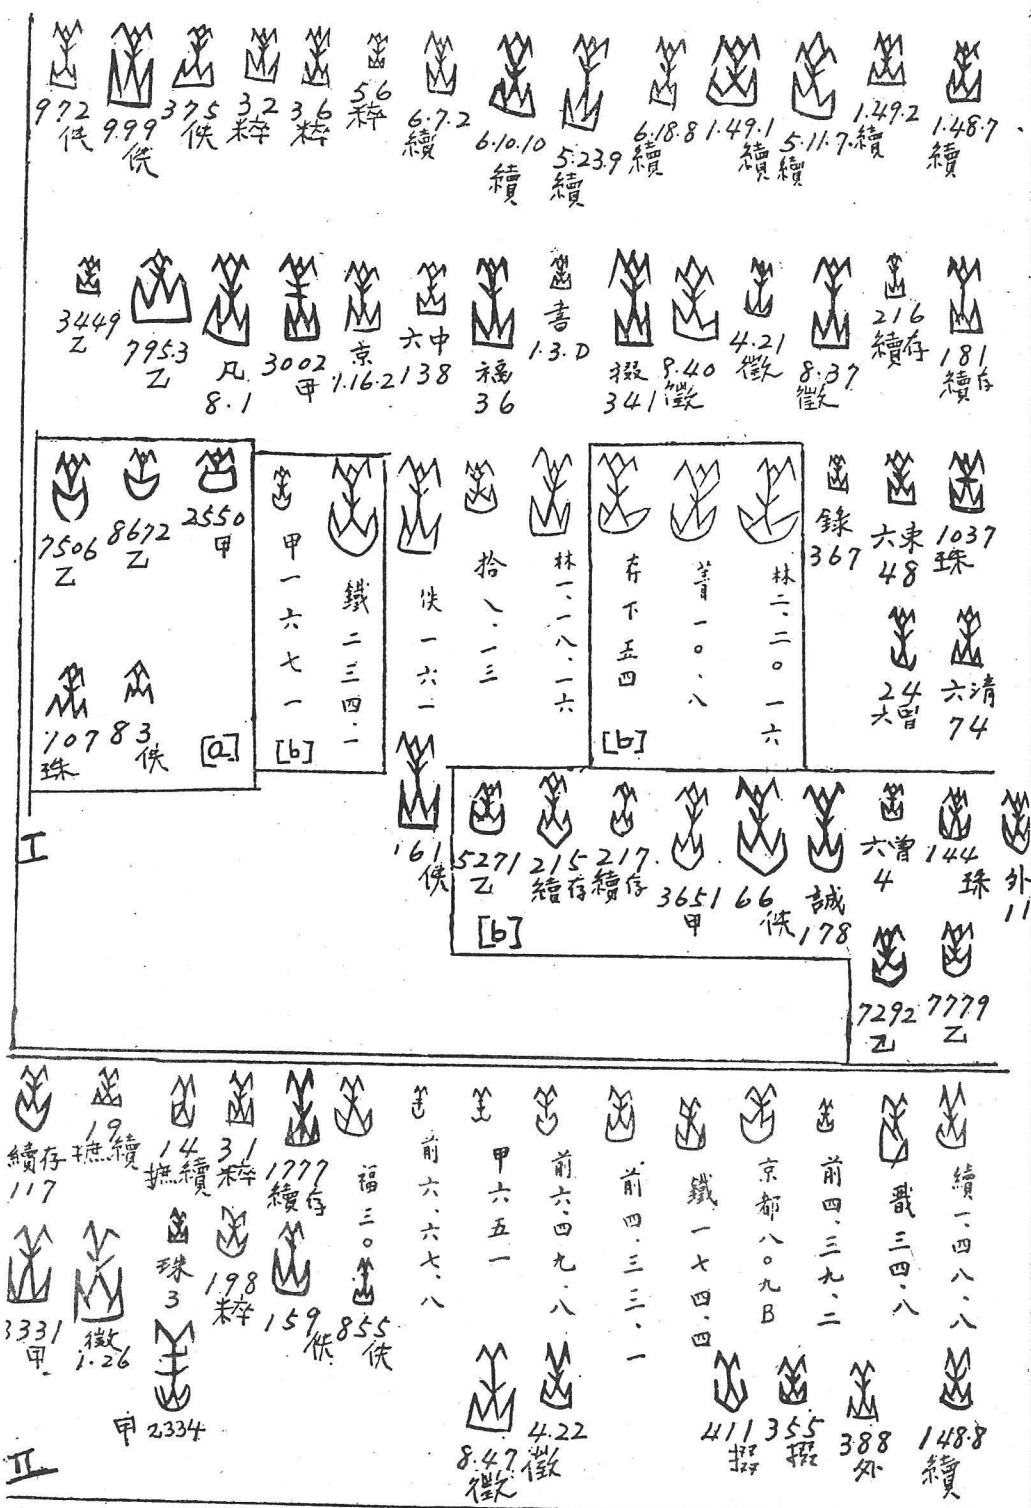 972 佚
9.99 佚
375 佚
32 粹
36 粹
56 粹
6.7.2 續
6.10.10 續
5.23.9 續
6.18.8 續
1.49.1 續
5.11.7 續
1.49.2 續
1.48.7 續
3449 乙
7953 乙
凡 8.1
3002 甲
京 1.16.2
六中 138
福 36
書 1.3.D
掇 341
9.40 徵
4.21 徵
8.37 徵
216 續存
181 續存
7506 乙
8672 乙
2550 甲
107 珠
83 佚
[a]
甲一六七一
鐵二三四.一
[b]
佚一六一
拾八.一三
林一.一八.一六
存下五四
菁一〇.八
林二.二〇一六
[b]
錄 367
六束 48
1037 珠
24 六曾
六清 74
161 佚
5271 乙
215 續存
217 續存
3651 甲
66 佚
誠 178
[b]
六曾 4
144 珠
外 11
7292 乙
7779 乙
I
續存 117
19 摭續
14 摭續
31 粹
1777 續存
福三〇
前六.六七.八
甲六五一
前六.四九.八
前四.三三.一
鐵一七四.四
京都八〇九B
前四.三九.二
戩三四.八
續一.四八.八
3331 甲
徵 1.26
珠 3
198 粹
159 佚
855 佚
甲 2334
8.47 徵
4.22 徵
411 掇
355 掇
388 外
148.8 續
II